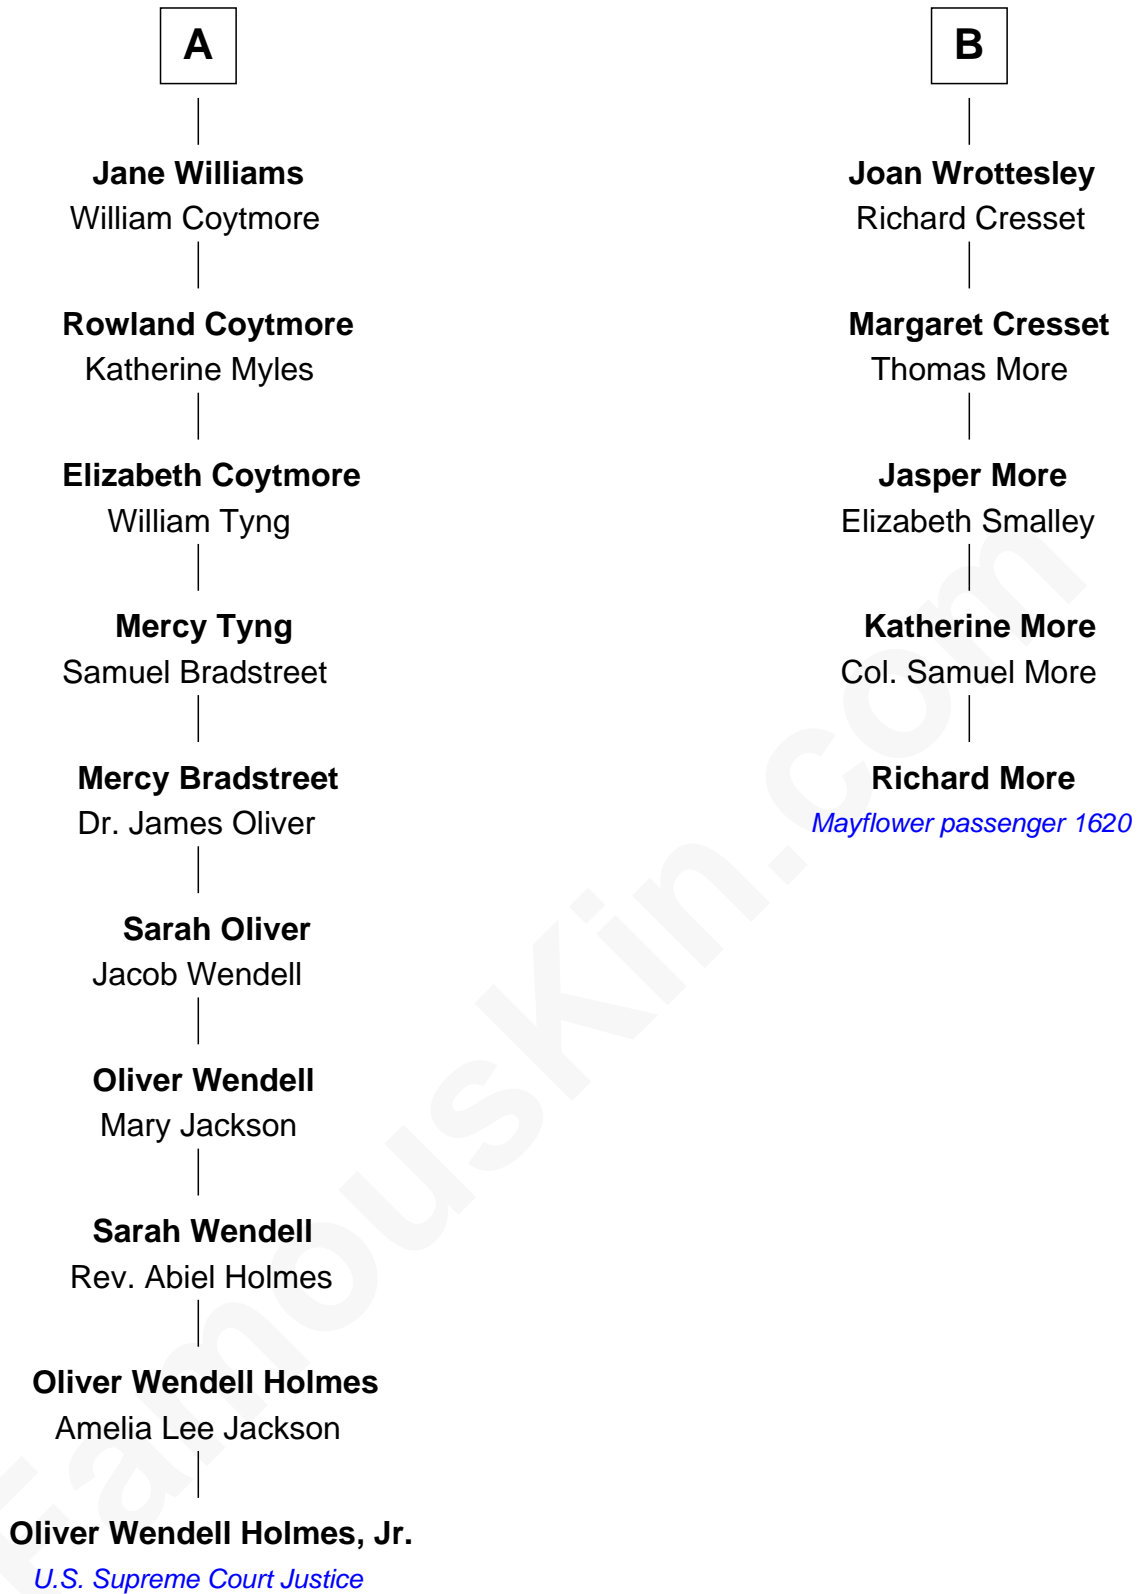 A
Jane Williams
William Coytmore
Rowland Coytmore
Katherine Myles
Elizabeth Coytmore
William Tyng
Mercy Tyng
Samuel Bradstreet
Mercy Bradstreet
Dr. James Oliver
Sarah Oliver
Jacob Wendell
Oliver Wendell
Mary Jackson
Sarah Wendell
Rev. Abiel Holmes
Oliver Wendell Holmes
Amelia Lee Jackson
Oliver Wendell Holmes, Jr.
U.S. Supreme Court Justice
B
Joan Wrottesley
Richard Cresset
Margaret Cresset
Thomas More
Jasper More
Elizabeth Smalley
Katherine More
Col. Samuel More
Richard More
Mayflower passenger 1620
FamousKin.com